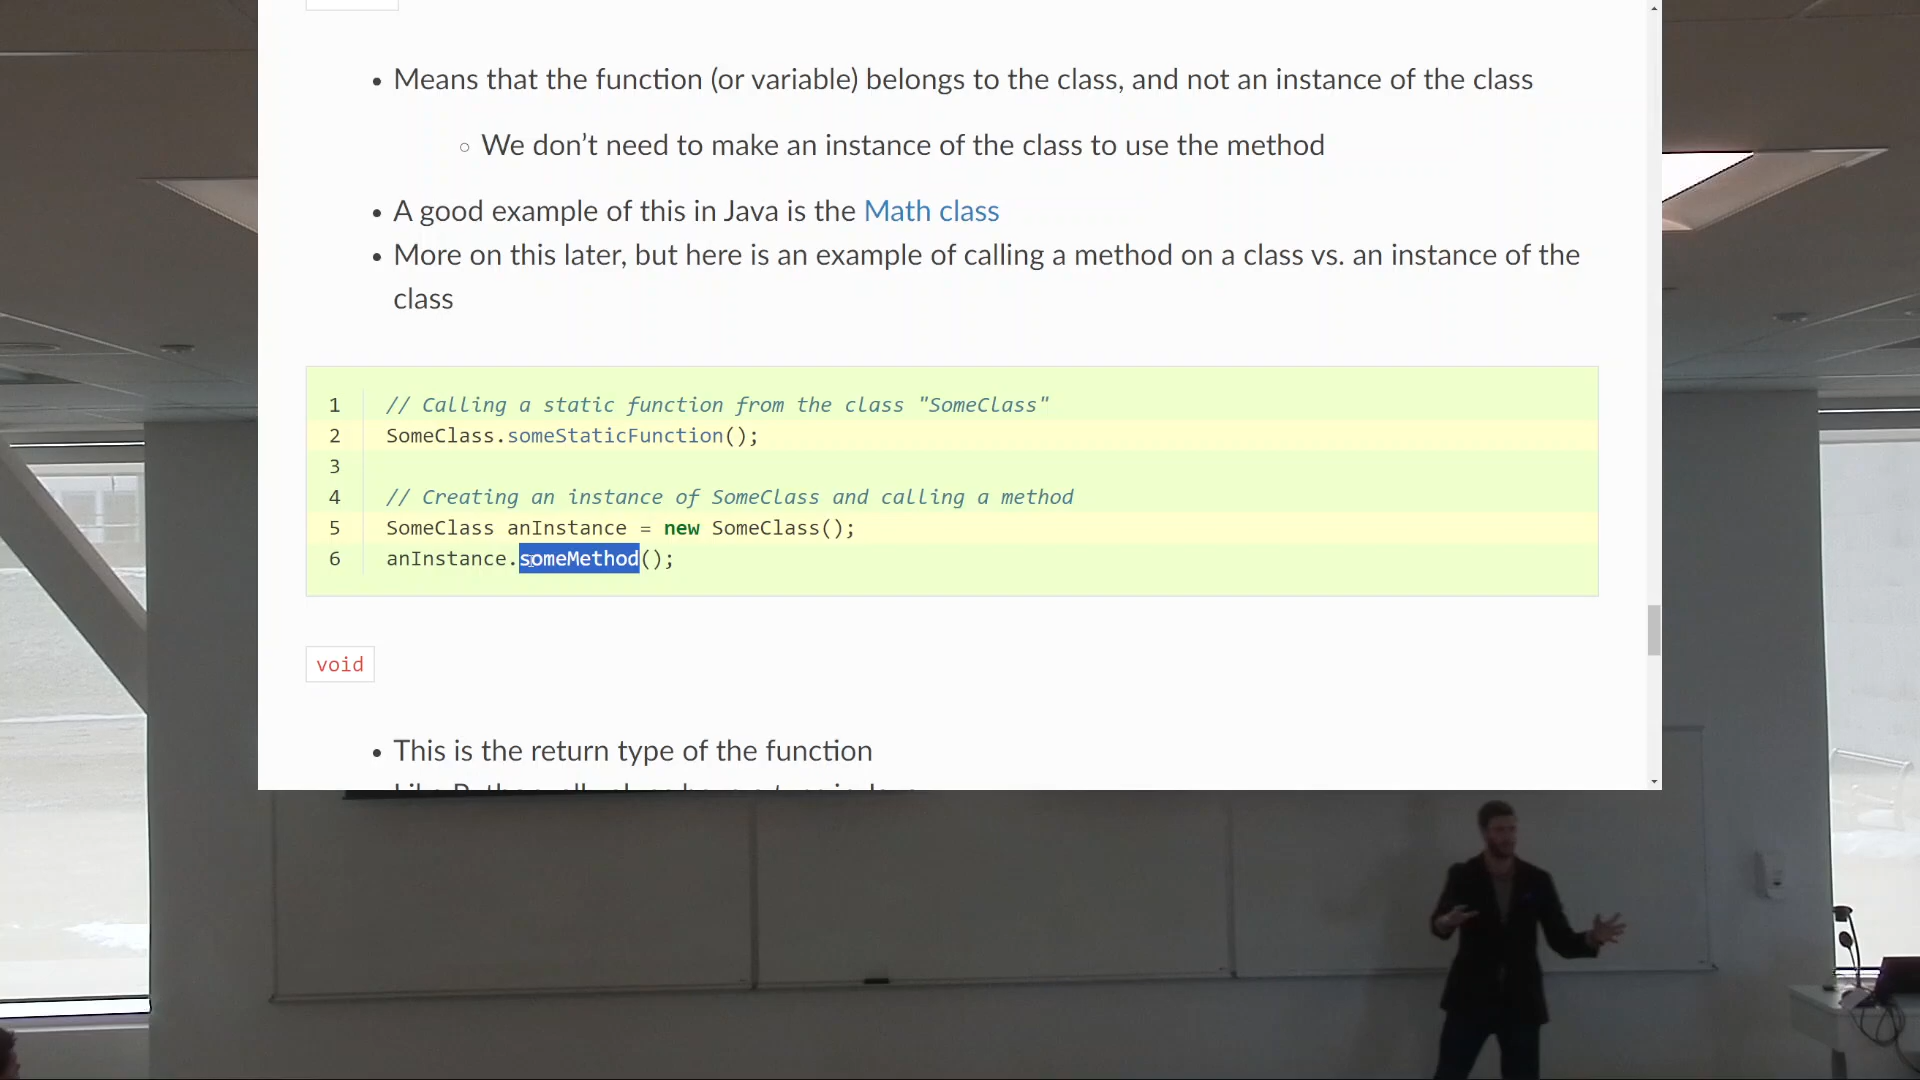 Means that the function (or variable) belongs to the class, and not an instance of the class
We don’t need to make an instance of the class to use the method
A good example of this in Java is the Math class
More on this later, but here is an example of calling a method on a class vs. an instance of the
class
1 // Calling a static function from the class "SomeClass"
2 SomeClass.someStaticFunction();
3
4 // Creating an instance of SomeClass and calling a method
5 SomeClass anInstance = new SomeClass();
6 anInstance.someMethod();
void
This is the return type of the function